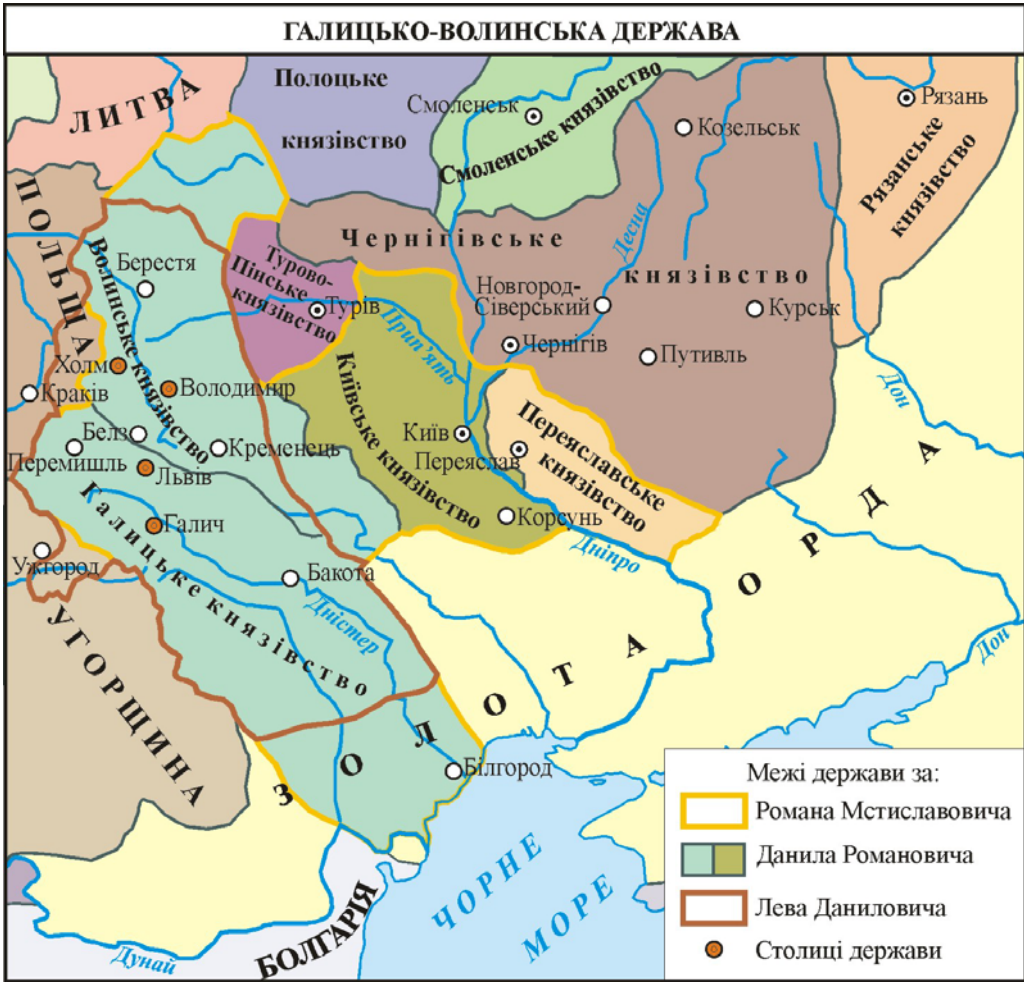 ГАЛИЦЬКО-ВОЛИНСЬКА ДЕРЖАВА
ЛИТВА
Полоцьке
князівство
Смоленськ
Смоленське князівство
Козельськ
Рязань
Рязанське
князівство
ПОЛЬЩА
Чернігівське
князівство
Десна
Волинське князівство
Берестя
Турово-
Пінське
князівство
Турів
Прип'ять
Новгород-
Сіверський
Курськ
Чернігів
Путивль
Холм
Володимир
Краків
Белз
Кременець
Перемишль
Львів
Київське князівство
Київ
Переяслав
Переяславське
князівство
Корсунь
Дон
Галич
Галицьке князівство
Ужгород
Бакота
Дністер
Дніпро
ЗОЛОТА ОРДА
Дон
УГОРЩИНА
Білгород
ЧОРНЕ
МОРЕ
БОЛГАРІЯ
Дунай
Межі держави за:
Романа Мстиславовича
Данила Романовича
Лева Даниловича
Столиці держави